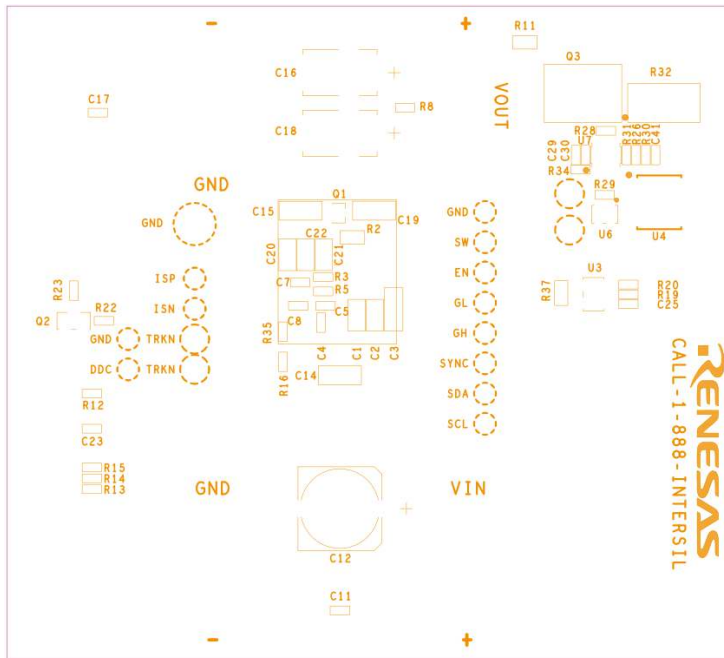 - +
R11
Q3
C16
R32
R8
VOUT
C17
C18
R28
U7
C29
C30
R31
R26
R30
C41
R34
GND
Q1
R29
C15
C19
GND
GND
R2
U6
U4
C22
SW
C20
C21
ISP
R3
EN
C7
R5
U3
R23
R37
R20
R19
C25
ISN
C8
C5
GL
Q2
R22
R35
GND
TRKN
C4
C1
C2
C3
GH
DDC
TRKN
R16
C14
SYNC
R12
SDA
C23
SCL
RENESAS
CALL-1-888-INTERSIL
R15
R14
R13
GND
VIN
C12
C11
- +